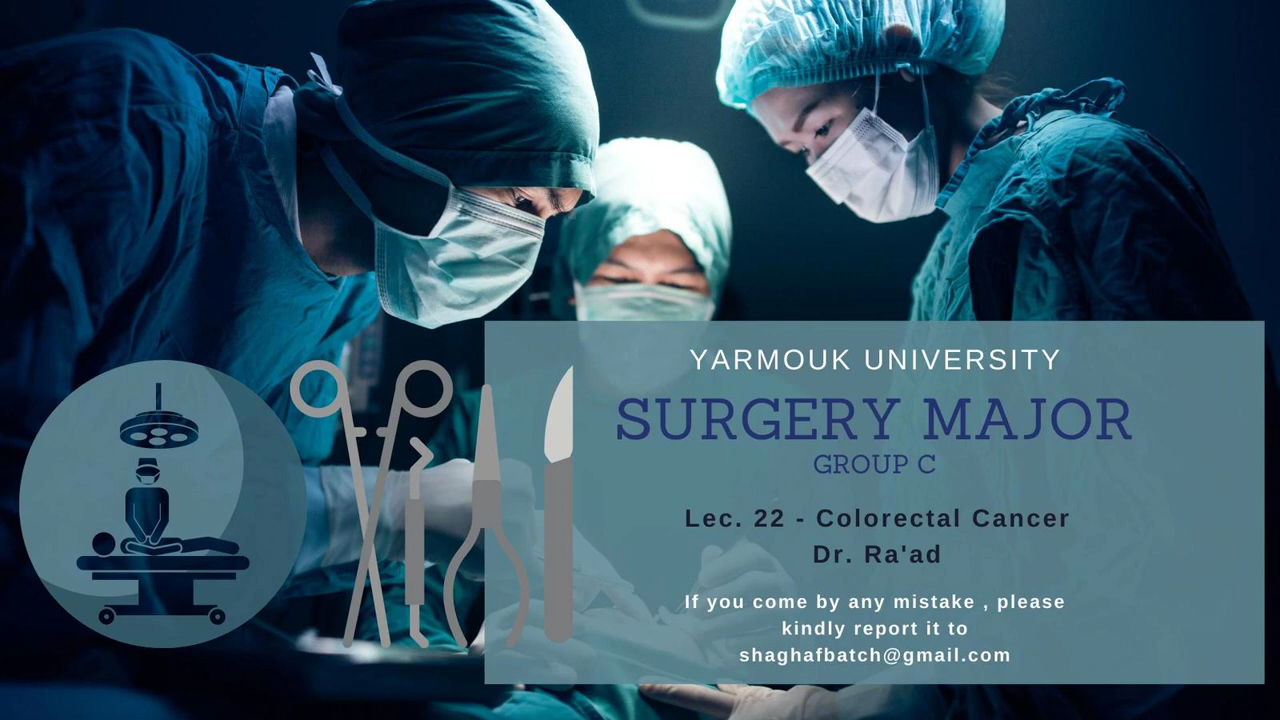 YARMOUK UNIVERSITY
SURGERY MAJOR
GROUP C
Lec. 22 - Colorectal Cancer
Dr. Ra'ad
If you come by any mistake , please
kindly report it to
shaghafbatch@gmail.com